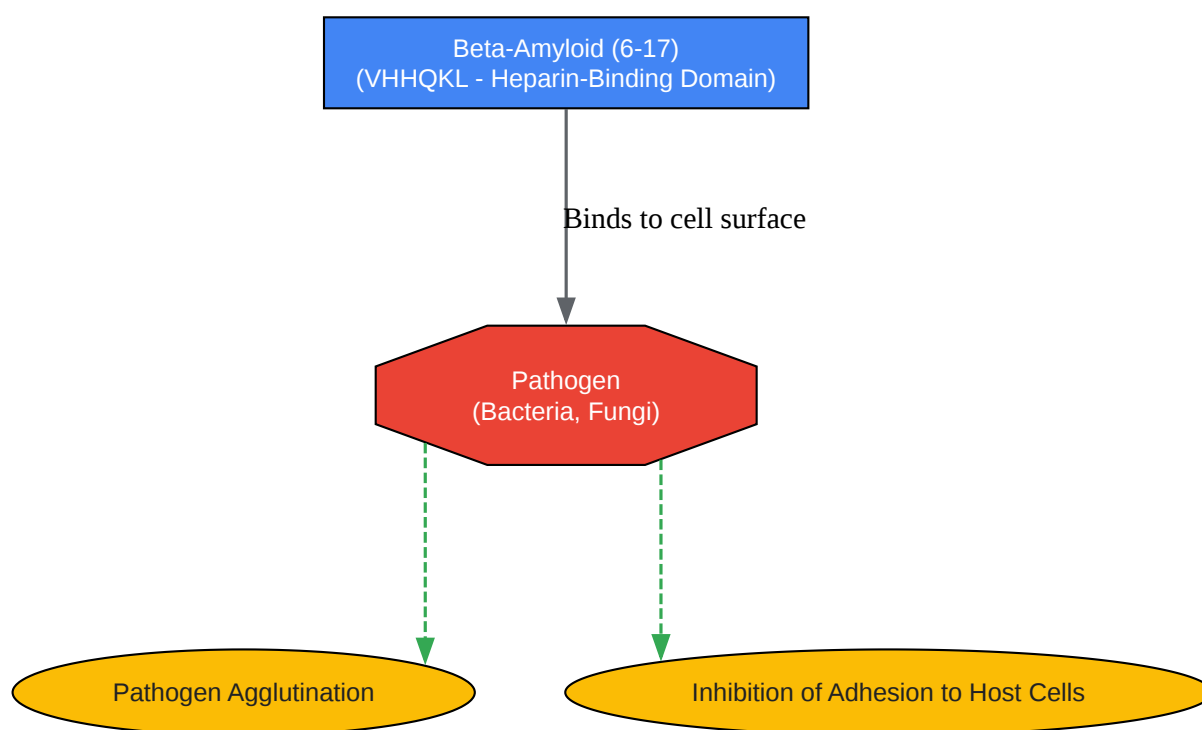 Beta-Amyloid (6-17)
(VHHQKL - Heparin-Binding Domain)
Binds to cell surface
Pathogen
(Bacteria, Fungi)
Pathogen Agglutination
Inhibition of Adhesion to Host Cells